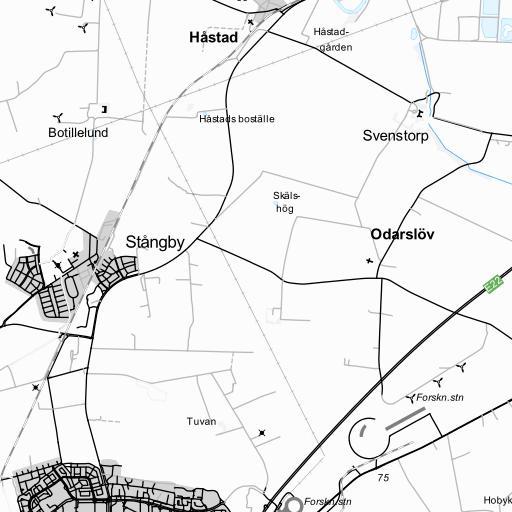 Håstad
Håstad-
gården
Botillelund
Håstads boställe
Svenstorp
Skäls-
hög
Stångby
Odarslöv
E22
Forskn.stn
Tuvan
75
Forskn.stn
Hobyk